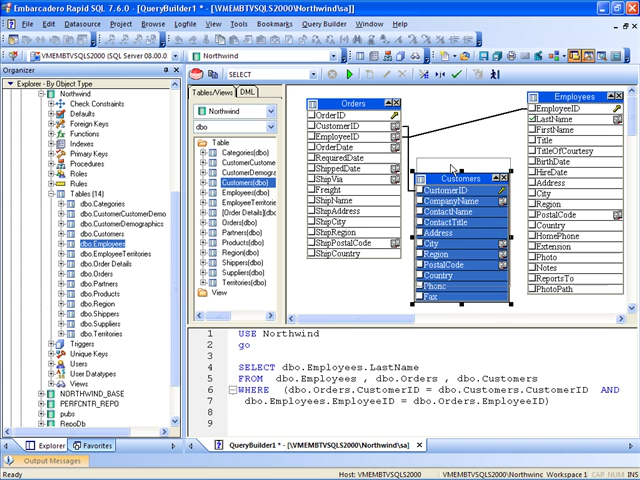 Embarcadero Rapid SQL 7.6.0 - [QueryBuilder1 * - [\VMEMBTVSQLS2000\Northwind\sa]]
File Edit Datasource Project Browse Logfile View Tools Bookmarks Query Builder Window Help
VMEMBTVSQLS2000 (SQL Server 08.00.0
Northwind
Organizer
Explorer - By Object Type
Northwind
Check Constraints
Defaults
Foreign Keys
Functions
Indexes
Primary Keys
Procedures
Roles
Rules
Tables (14)
dbo.Categories
dbo.CustomerCustomerDemo
dbo.CustomerDemographics
dbo.Customers
dbo.Employees
dbo.EmployeeTerritories
dbo.Order Details
dbo.Orders
dbo.Partners
dbo.Products
dbo.Region
dbo.Shippers
dbo.Suppliers
dbo.Territories
Triggers
Unique Keys
Users
User Datatypes
Views
NORTHWIND_BASE
PERFCNTR_REPO
pubs
RepoDb
Explorer Favorites
SELECT
Tables/Views DML
Northwind
dbo
Table
Categories(dbo)
CustomerCustome
CustomerDemogra
Customers(dbo)
Employees(dbo)
EmployeeTerritorie
[Order Details](dbo
Orders(dbo)
Partners(dbo)
Products(dbo)
Region(dbo)
Shippers(dbo)
Suppliers(dbo)
Territories(dbo)
View
Orders
OrderID
CustomerID
EmployeeID
OrderDate
RequiredDate
ShippedDate
ShipVia
Freight
ShipName
ShipAddress
ShipCity
ShipRegion
ShipPostalCode
ShipCountry
Customers
CustomerID
CompanyName
ContactName
ContactTitle
Address
City
Region
PostalCode
Country
Phone
Fax
Employees
EmployeeID
LastName
FirstName
Title
TitleOfCourtesy
BirthDate
HireDate
Address
City
Region
PostalCode
Country
HomePhone
Extension
Photo
Notes
ReportsTo
PhotoPath
1 USE Northwind
2 go
3
4 SELECT dbo.Employees.LastName
5 FROM dbo.Employees , dbo.Orders , dbo.Customers
6 WHERE (dbo.Orders.CustomerID = dbo.Customers.CustomerID AND
7 dbo.Employees.EmployeeID = dbo.Orders.EmployeeID)
8
9
QueryBuilder1 * - [\VMEMBTVSQLS2000\Northwind\sa]
Output Messages
Ready Host: VMEMBTVSQLS2000 VMEMBTVSQLS2000\Northwinc Workspace 1 CAP NUM INS